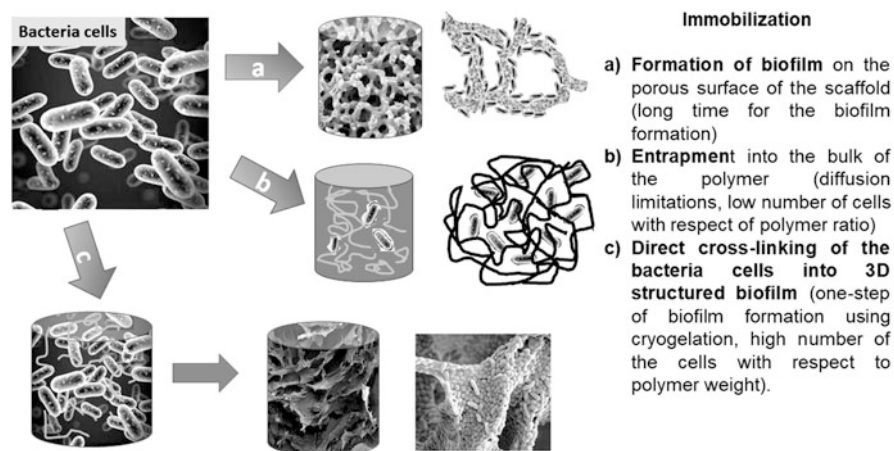 Bacteria cells
a
b
c
Immobilization
a) Formation of biofilm on the
porous surface of the scaffold
(long time for the biofilm
formation)
b) Entrapment into the bulk of
the polymer (diffusion
limitations, low number of cells
with respect of polymer ratio)
c) Direct cross-linking of the
bacteria cells into 3D
structured biofilm (one-step
of biofilm formation using
cryogelation, high number of
the cells with respect to
polymer weight).